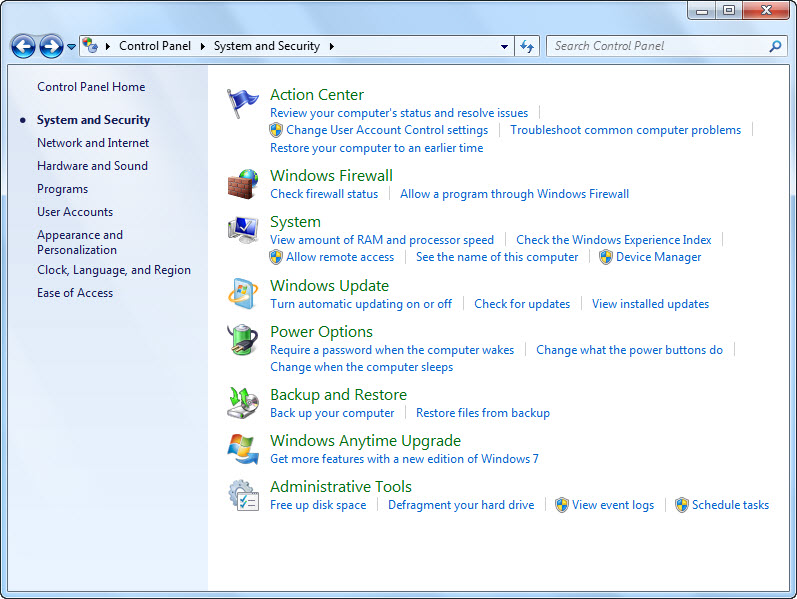 Control Panel System and Security
Search Control Panel
Control Panel Home
System and Security
Network and Internet
Hardware and Sound
Programs
User Accounts
Appearance and
Personalization
Clock, Language, and Region
Ease of Access
Action Center
Review your computer's status and resolve issues
Change User Account Control settings Troubleshoot common computer problems
Restore your computer to an earlier time
Windows Firewall
Check firewall status Allow a program through Windows Firewall
System
View amount of RAM and processor speed Check the Windows Experience Index
Allow remote access See the name of this computer Device Manager
Windows Update
Turn automatic updating on or off Check for updates View installed updates
Power Options
Require a password when the computer wakes Change what the power buttons do
Change when the computer sleeps
Backup and Restore
Back up your computer Restore files from backup
Windows Anytime Upgrade
Get more features with a new edition of Windows 7
Administrative Tools
Free up disk space Defragment your hard drive View event logs Schedule tasks